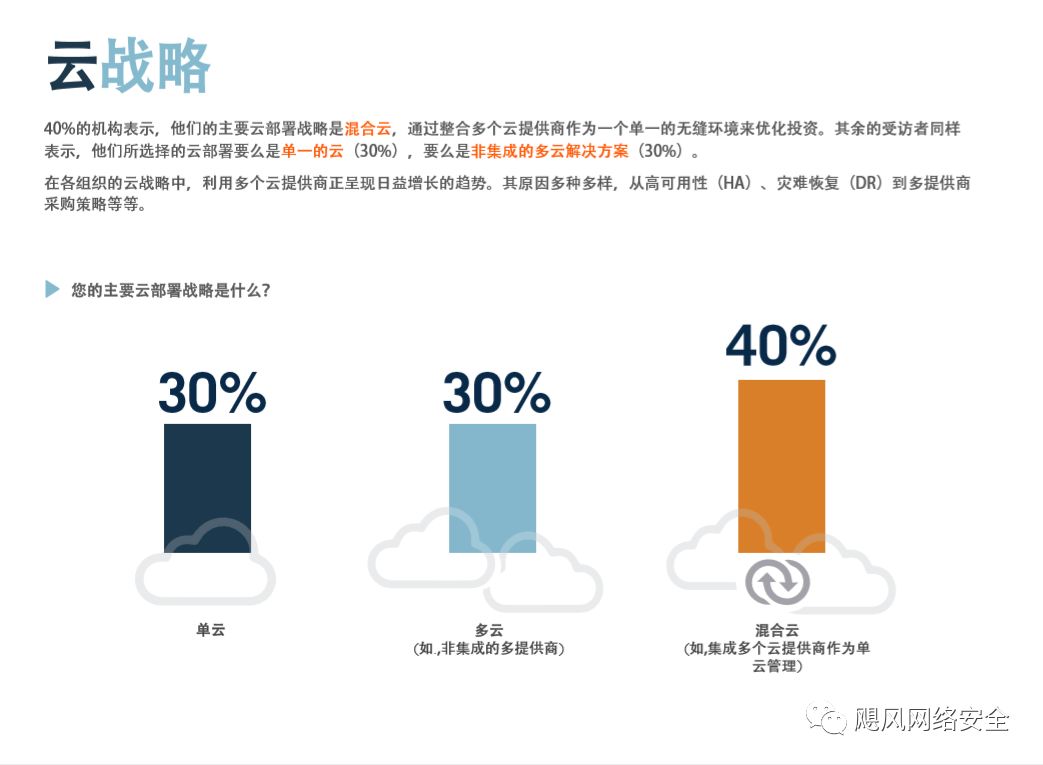 云战略
40%的机构表示，他们的主要云部署战略是混合云，通过整合多个云提供商作为一个单一的无缝环境来优化投资。其余的受访者同样
表示，他们所选择的云部署要么是单一的云（30%），要么是非集成的多云解决方案（30%）。
在各组织的云战略中，利用多个云提供商正呈现日益增长的趋势。其原因多种多样，从高可用性（HA）、灾难恢复（DR）到多提供商
采购策略等等。
您的主要云部署战略是什么？
30%
30%
40%
单云
多云
(如.,非集成的多提供商)
混合云
(如,集成多个云提供商作为单
云管理)
飓风网络安全